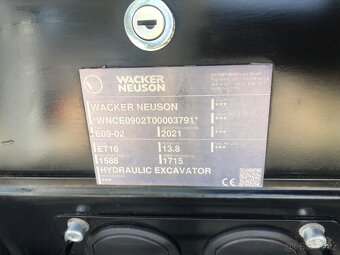 WACKER
NEUSON
WACKER NEUSON
*WNCE0902T00003791*
E09-02 2021 ***
ET16 13.8 ***
1588 1715 ***
HYDRAULIC EXCAVATOR
CE